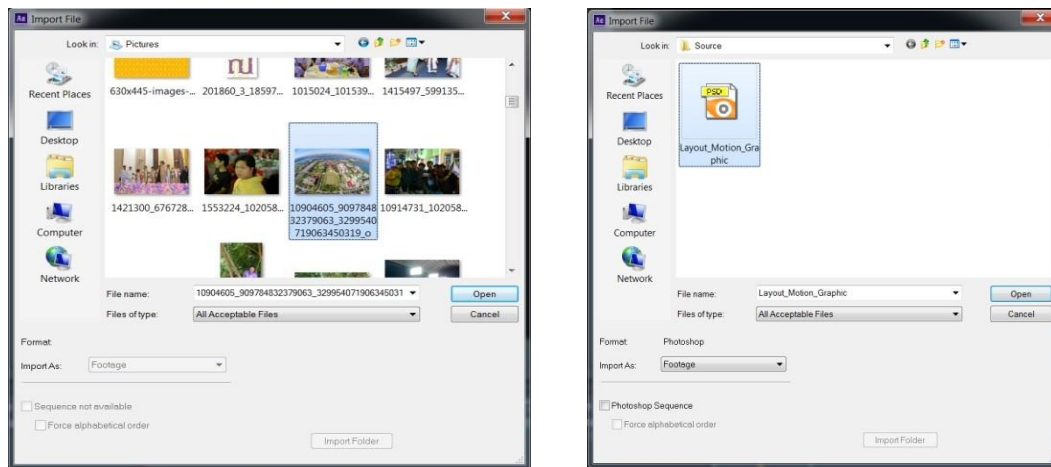 Ae Import File
Look in: Pictures
Recent Places
Desktop
Libraries
Computer
Network
630x445-images-... 201860_3_18597... 1015024_101539... 1415497_599135...
1421300_676728... 1553224_102058... 10904605_9097848 10914731_102058...
32379063_3299540
719063450319_o
File name: 10904605_909784832379063_329954071906345031
Open
Files of type: All Acceptable Files
Cancel
Format:
Import As: Footage
Sequence not available
Force alphabetical order
Import Folder
Ae Import File
Look in: Source
Recent Places
Desktop
Libraries
Computer
Network
PSD
Layout_Motion_Gra
phic
File name: Layout_Motion_Graphic
Open
Files of type: All Acceptable Files
Cancel
Format: Photoshop
Import As: Footage
Photoshop Sequence
Force alphabetical order
Import Folder